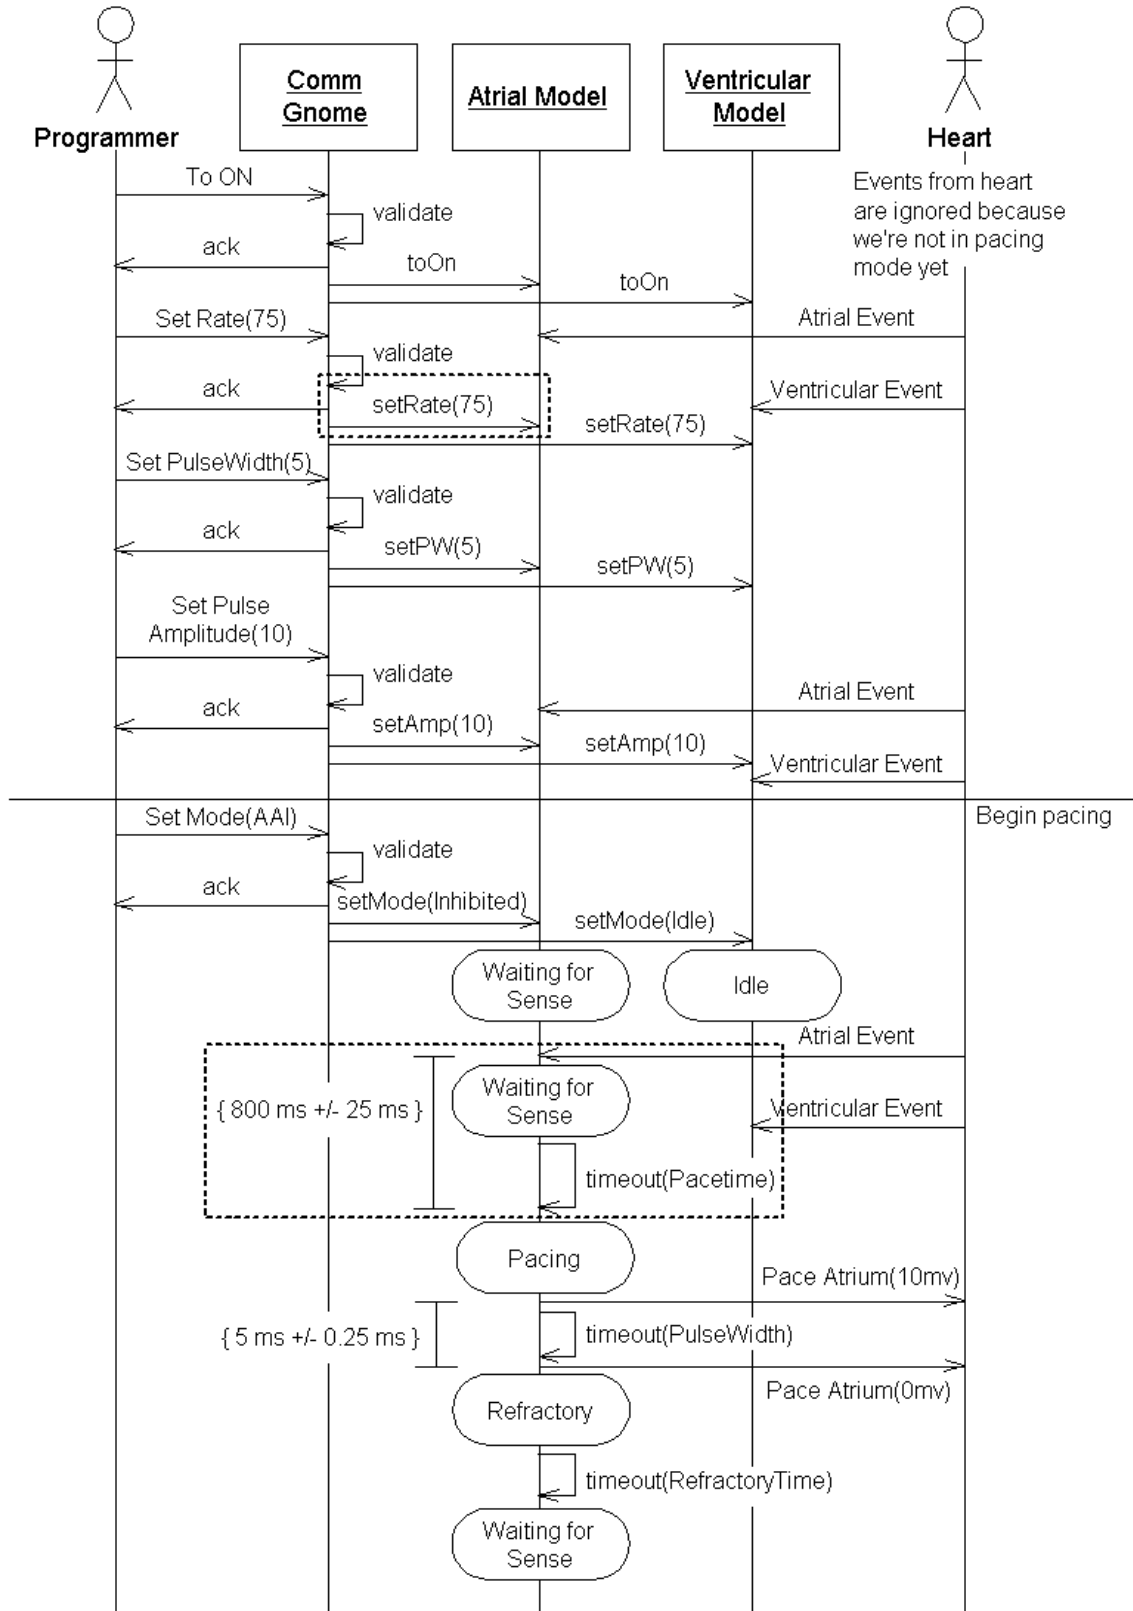 Programmer
Comm
Gnome
Atrial Model
Ventricular
Model
Heart
Events from heart
are ignored because
we're not in pacing
mode yet
To ON
validate
ack
toOn
toOn
Set Rate(75)
Atrial Event
validate
ack
Ventricular Event
setRate(75)
setRate(75)
Set PulseWidth(5)
validate
ack
setPW(5)
setPW(5)
Set Pulse
Amplitude(10)
validate
Atrial Event
ack
setAmp(10)
setAmp(10)
Ventricular Event
Begin pacing
Set Mode(AAI)
validate
ack
setMode(Inhibited)
setMode(Idle)
Waiting for
Sense
Idle
Atrial Event
Waiting for
Sense
{ 800 ms +/- 25 ms }
Ventricular Event
timeout(Pacetime)
Pacing
Pace Atrium(10mv)
{ 5 ms +/- 0.25 ms }
timeout(PulseWidth)
Pace Atrium(0mv)
Refractory
timeout(RefractoryTime)
Waiting for
Sense